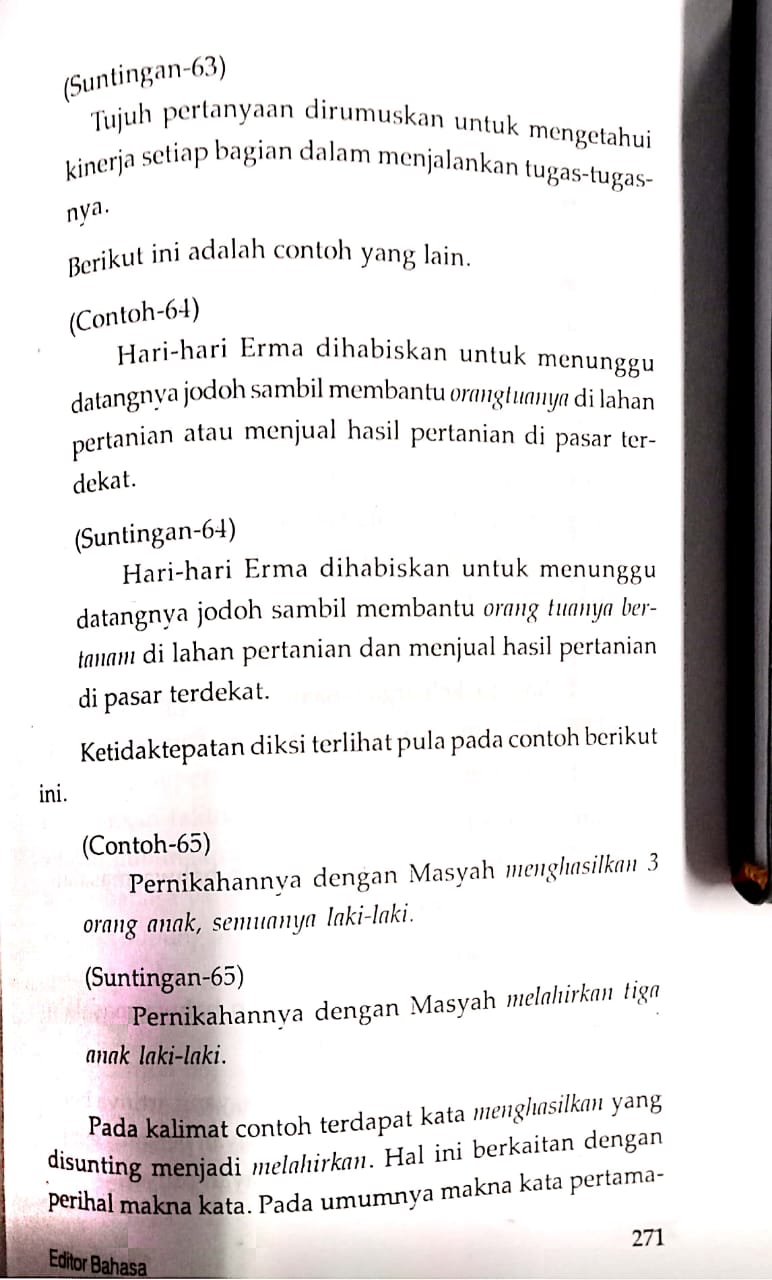 (Suntingan-63)
Tujuh pertanyaan dirumuskan untuk mengetahui
kinerja setiap bagian dalam menjalankan tugas-tugas-
nya.
Berikut ini adalah contoh yang lain.
(Contoh-64)
Hari-hari Erma dihabiskan untuk menunggu
datangnya jodoh sambil membantu orangtuanya di lahan
pertanian atau menjual hasil pertanian di pasar ter-
dekat.
(Suntingan-64)
Hari-hari Erma dihabiskan untuk menunggu
datangnya jodoh sambil membantu orang tuanya ber-
tanam di lahan pertanian dan menjual hasil pertanian
di pasar terdekat.
Ketidaktepatan diksi terlihat pula pada contoh berikut
ini.
(Contoh-65)
Pernikahannya dengan Masyah menghasilkan 3
orang anak, semuanya laki-laki.
(Suntingan-65)
Pernikahannya dengan Masyah melahirkan tiga
anak laki-laki.
Pada kalimat contoh terdapat kata menghasilkan yang
disunting menjadi melahirkan. Hal ini berkaitan dengan
perihal makna kata. Pada umumnya makna kata pertama-
271
Editor Bahasa